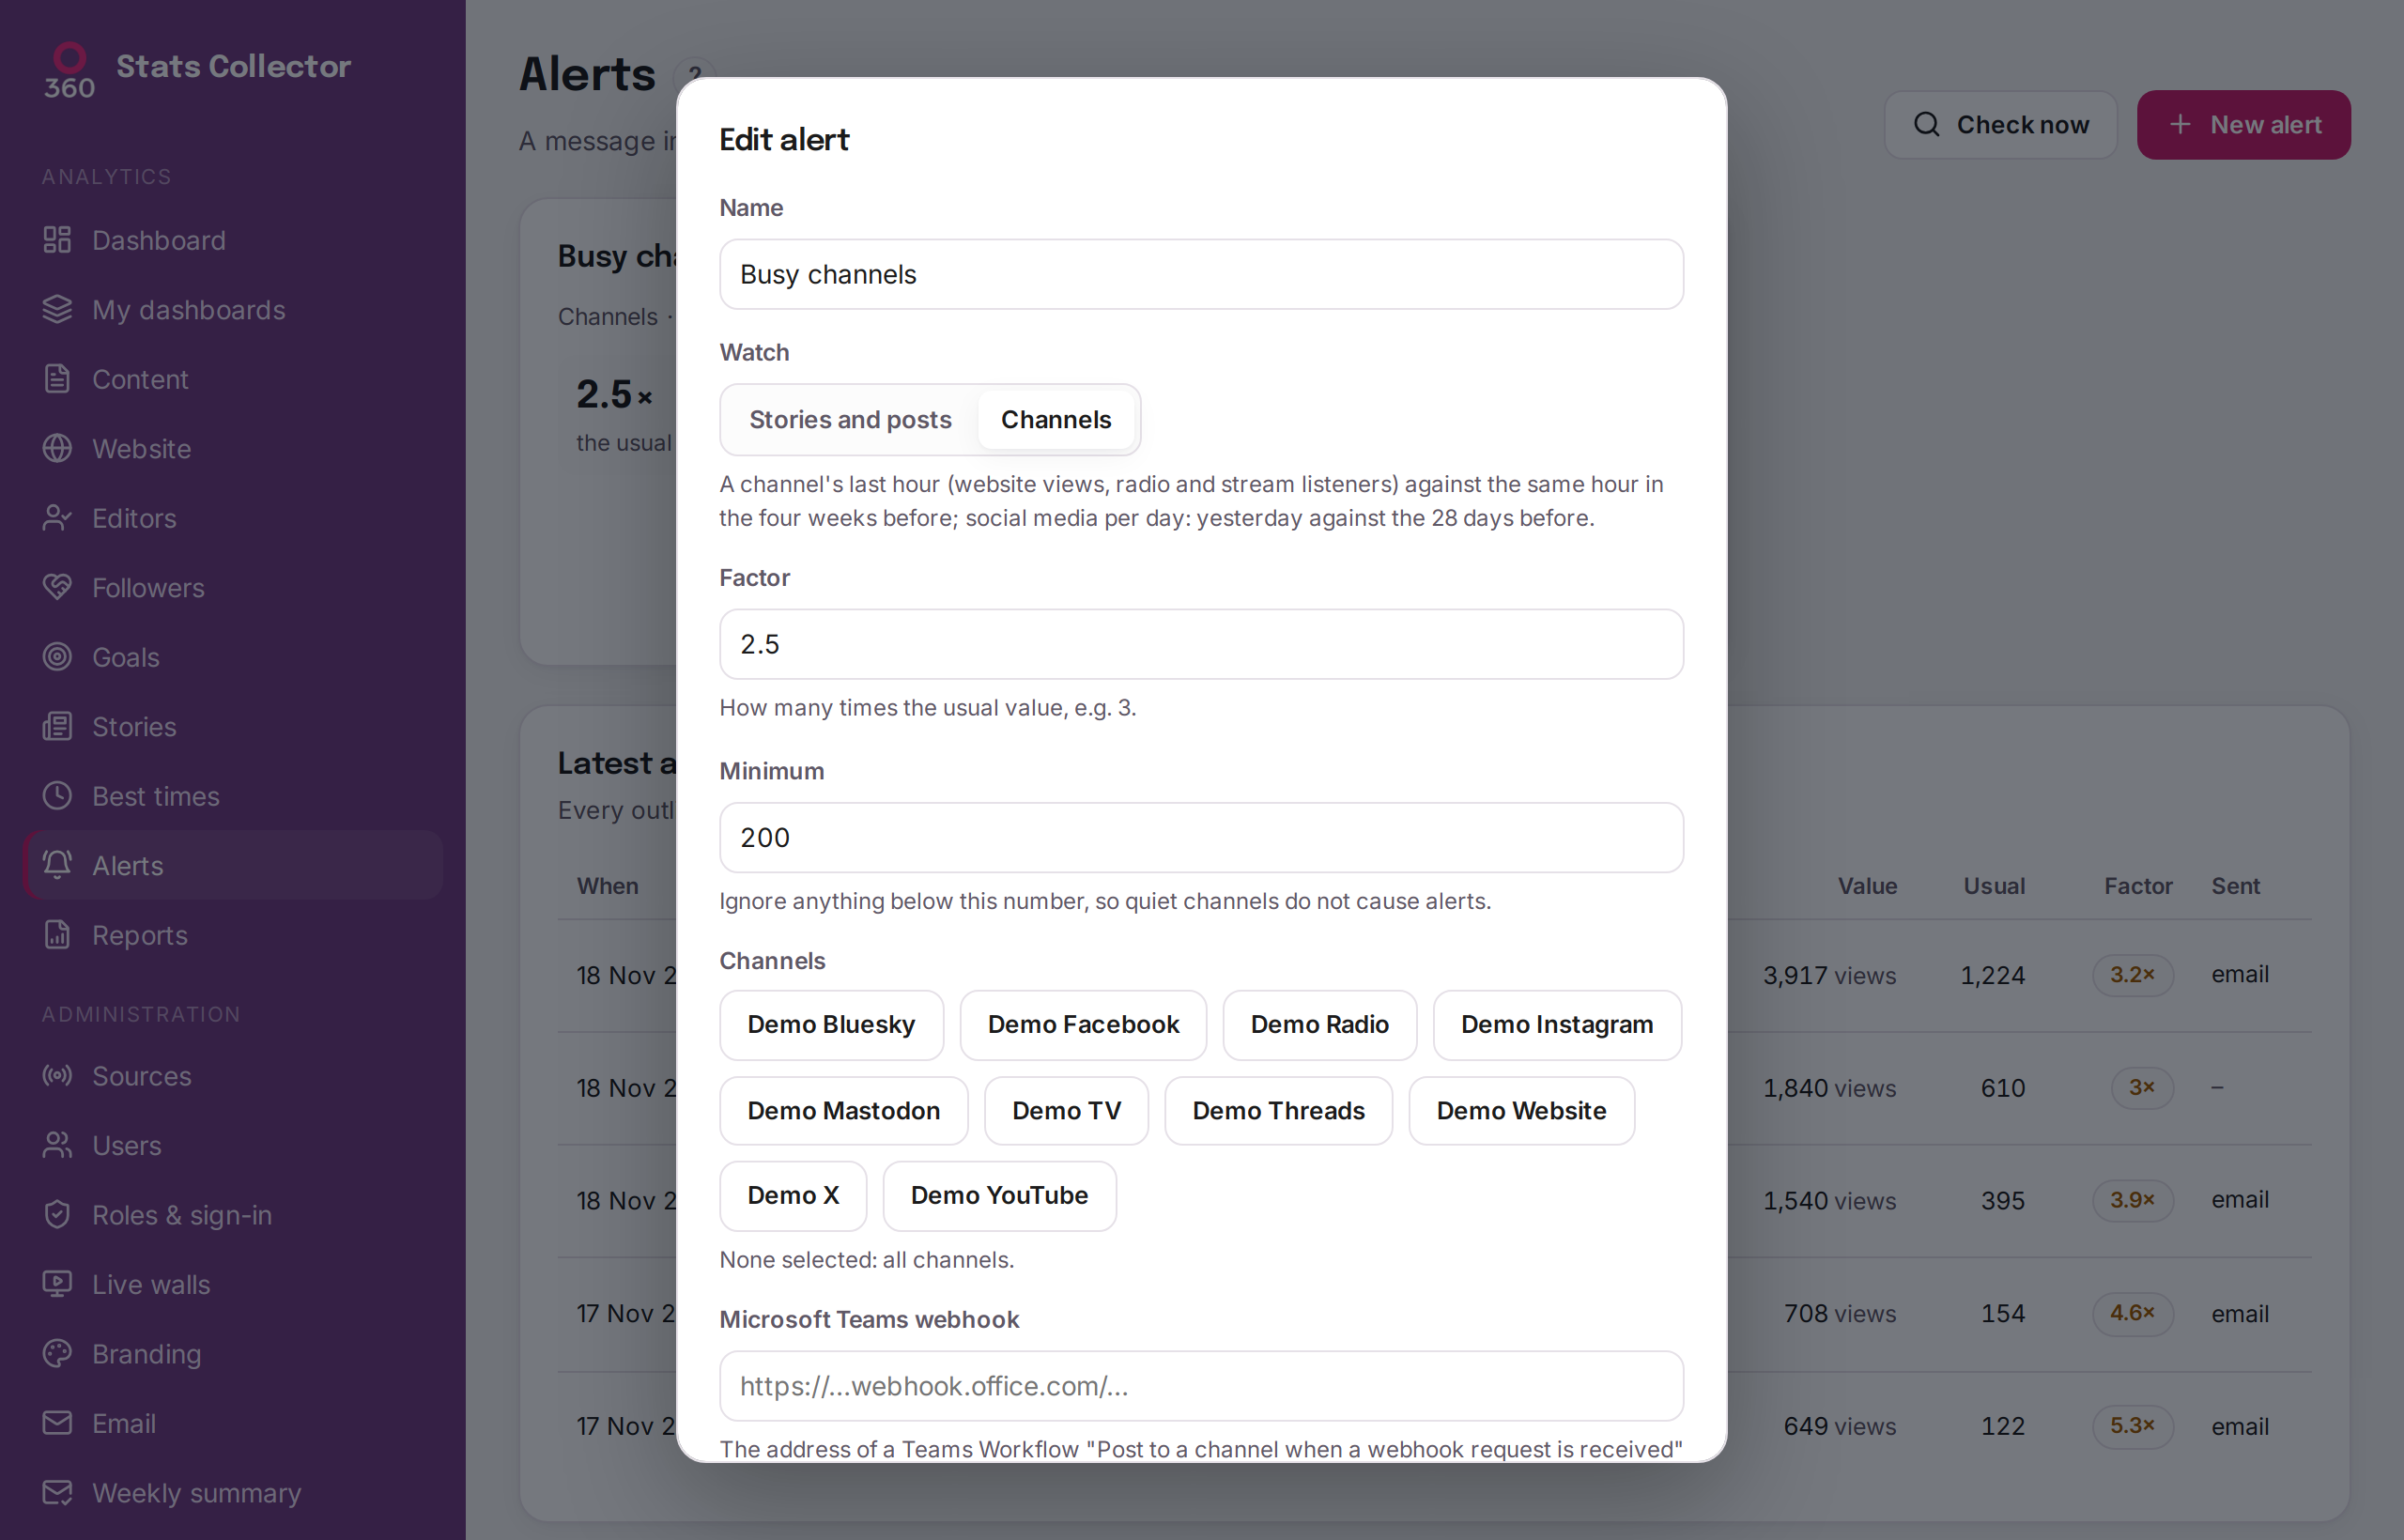 360 Stats Collector
ANALYTICS
Dashboard
My dashboards
Content
Website
Editors
Followers
Goals
Stories
Best times
Alerts
Reports
ADMINISTRATION
Sources
Users
Roles & sign-in
Live walls
Branding
Email
Weekly summary
Alerts ?
A message
Check now
New alert
Busy
Channels ·
2.5×
the usual
Latest
Every
When Value Usual Factor Sent
18 Nov 3,917 views 1,224 3.2× email
18 Nov 1,840 views 610 3× –
18 Nov 1,540 views 395 3.9× email
17 Nov 708 views 154 4.6× email
17 Nov 649 views 122 5.3× email
Edit alert
Name
Busy channels
Watch
Stories and posts Channels
A channel's last hour (website views, radio and stream listeners) against the same hour in
the four weeks before; social media per day: yesterday against the 28 days before.
Factor
2.5
How many times the usual value, e.g. 3.
Minimum
200
Ignore anything below this number, so quiet channels do not cause alerts.
Channels
Demo Bluesky Demo Facebook Demo Radio Demo Instagram
Demo Mastodon Demo TV Demo Threads Demo Website
Demo X Demo YouTube
None selected: all channels.
Microsoft Teams webhook
https://...webhook.office.com/...
The address of a Teams Workflow "Post to a channel when a webhook request is received"